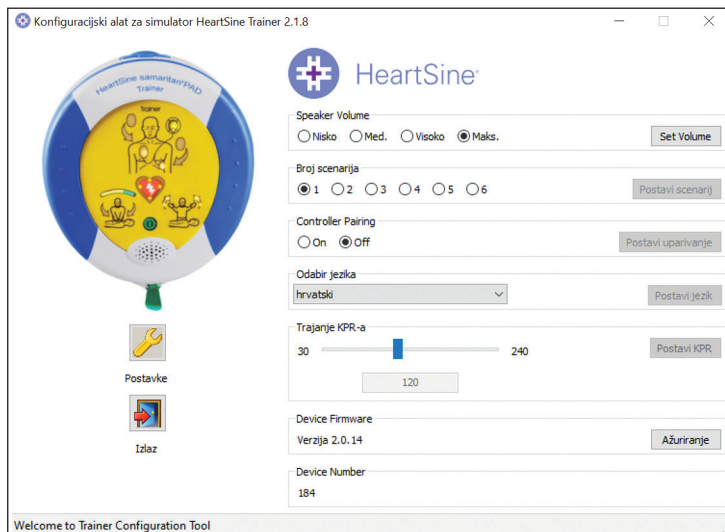 Konfiguracijski alat za simulator HeartSine Trainer 2.1.8
HeartSine samaritan PAD
Trainer
Trainer
HeartSine
Speaker Volume
Nisko Med. Visoko Maks. Set Volume
Broj scenarija
1 2 3 4 5 6 Postavi scenarij
Controller Pairing
On Off Postavi uparivanje
Odabir jezika
hrvatski Postavi jezik
Trajanje KPR-a
30 240 Postavi KPR
120
Postavke
Izlaz
Device Firmware
Verzija 2.0.14 Ažuriranje
Device Number
184
Welcome to Trainer Configuration Tool